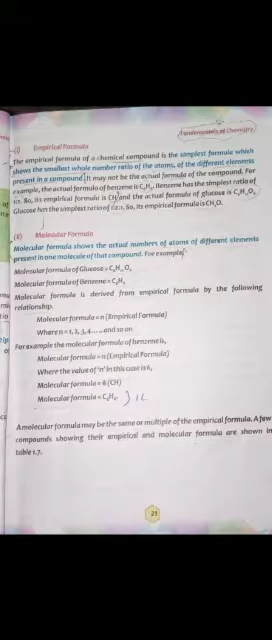 Fundamentals of Chemistry
(i) Empirical Formula
The empirical formula of a chemical compound is the simplest formula which
shows the smallest whole number ratio of the atoms, of the different elements
present in a compound. It may not be the actual formula of the compound. For
example, the actual formula of benzene is C₆H₆. Benzene has the simplest ratio of
1:1. So, its empirical formula is CH and the actual formula of glucose is C₆H₁₂O₆.
Glucose has the simplest ratio of 1:2:1. So, its empirical formula is CH₂O.
(ii) Molecular Formula
Molecular formula shows the actual numbers of atoms of different elements
present in one molecule of that compound. For example,
Molecular formula of Glucose = C₆H₁₂O₆
Molecular formula of Benzene = C₆H₆
Molecular formula is derived from empirical formula by the following
relationship.
Molecular formula = n (Empirical Formula)
Where n = 1, 2, 3, 4 ..... and so on
For example the molecular formula of benzene is,
Molecular formula = n (Empirical Formula)
Where the value of 'n' in this case is 6,
Molecular formula = 6 (CH)
Molecular formula = C₆H₆.
A molecular formula may be the same or multiple of the empirical formula. A few
compounds showing their empirical and molecular formula are shown in
table 1.7.
21